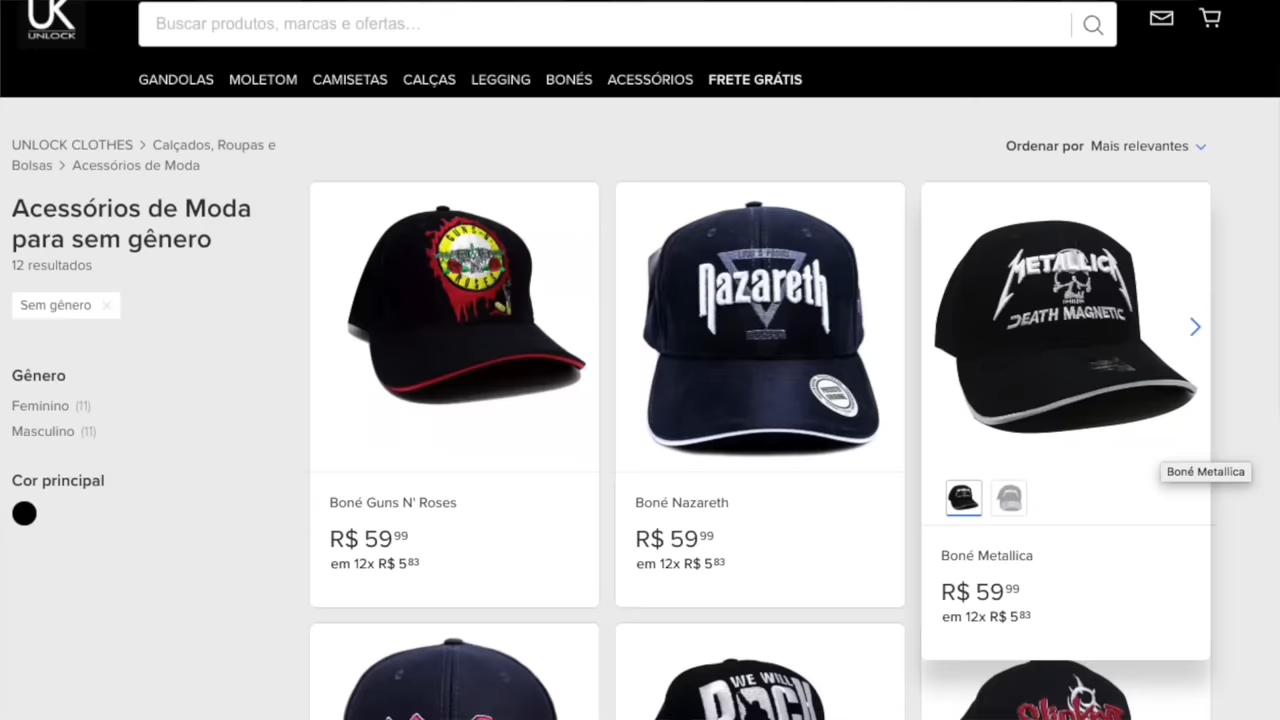 UK
UNLOCK
Buscar produtos, marcas e ofertas...
GANDOLAS MOLETOM CAMISETAS CALÇAS LEGGING BONÉS ACESSÓRIOS FRETE GRÁTIS
UNLOCK CLOTHES > Calçados, Roupas e
Bolsas > Acessórios de Moda
Ordenar por Mais relevantes
Acessórios de Moda
para sem gênero
12 resultados
Sem gênero ×
Gênero
Feminino (11)
Masculino (11)
Cor principal
GUNS N'
ROSES
Nazareth
METALLICA
DEATH MAGNETIC
Boné Metallica
Boné Guns N' Roses
R$ 59 99
em 12x R$ 5 83
Boné Nazareth
R$ 59 99
em 12x R$ 5 83
Boné Metallica
R$ 59 99
em 12x R$ 5 83
WE WILL
ROCK